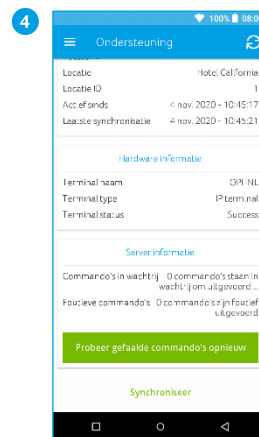 4
100% 08:00
Ondersteuning
Locatie Hotel California
Locatie ID 1
Actief sinds 4 nov. 2020 - 10:45:17
Laatste synchronisatie 4 nov. 2020 - 10:45:21
Hardware informatie
Terminal naam OPI-NL
Terminal type IP terminal
Terminal status Success
Server informatie
Commando's in wachtrij 0 commando's staan in
wachtrij om uitgevoerd ...
Foutieve commando's 0 commando's zijn foutief
uitgevoerd
Probeer gefaalde commando's opnieuw
Synchroniseer